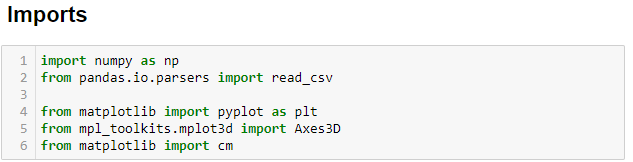 Imports
1 import numpy as np
2 from pandas.io.parsers import read_csv
3
4 from matplotlib import pyplot as plt
5 from mpl_toolkits.mplot3d import Axes3D
6 from matplotlib import cm